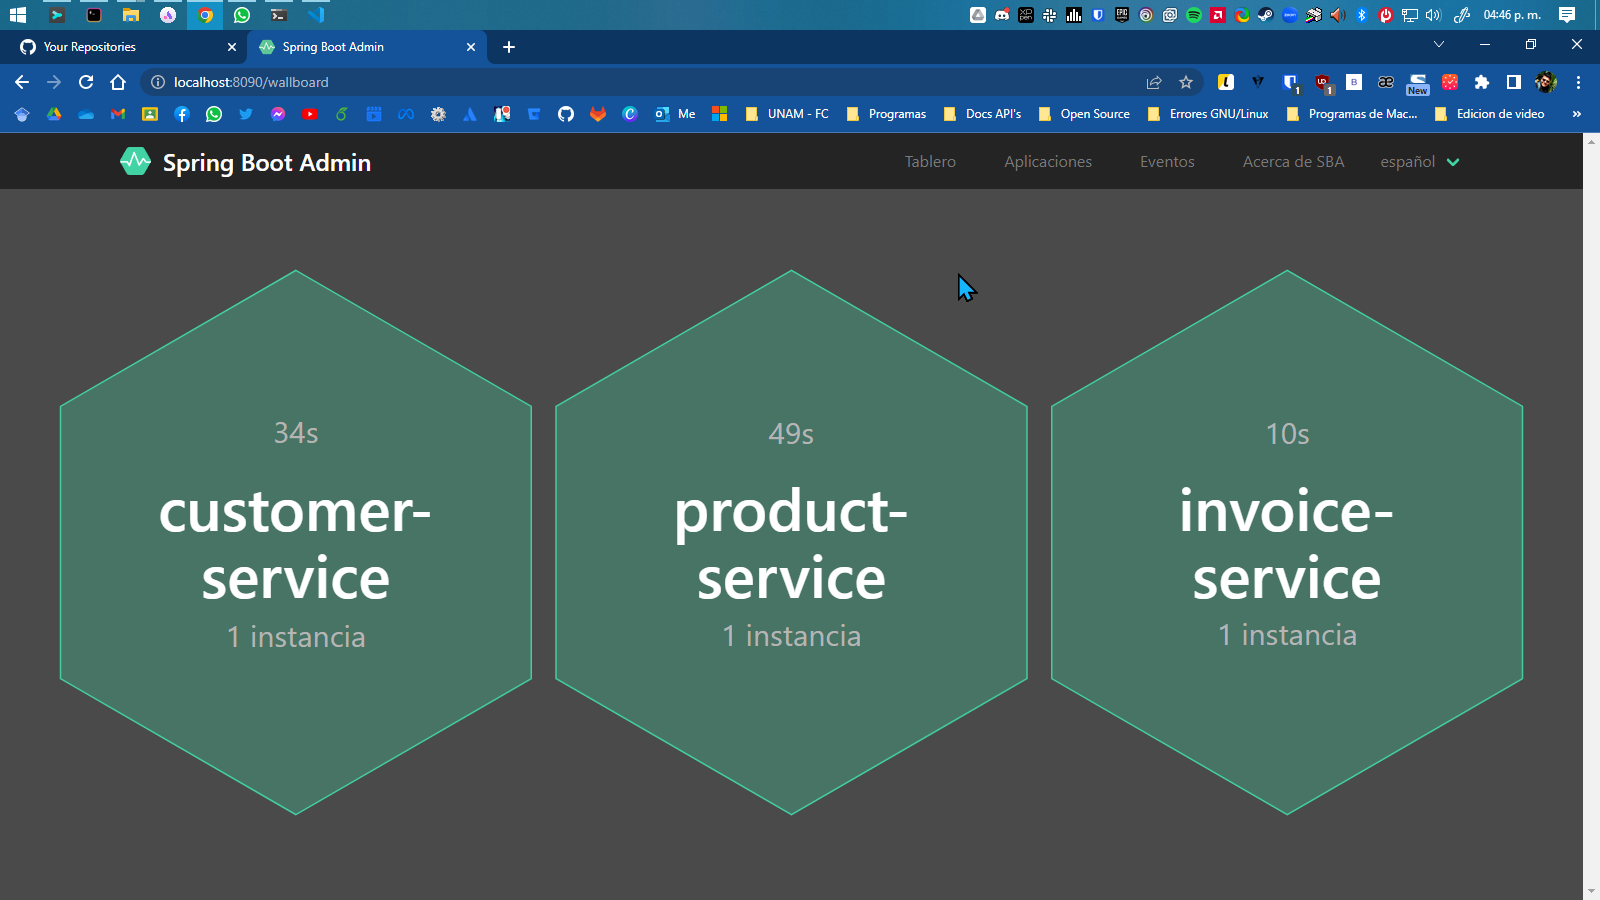 04:46 p. m.
Your Repositories
Spring Boot Admin
localhost:8090/wallboard
New
Me
UNAM - FC
Programas
Docs API's
Open Source
Errores GNU/Linux
Programas de Mac...
Edicion de video
Spring Boot Admin
Tablero
Aplicaciones
Eventos
Acerca de SBA
español
34s
customer-
service
1 instancia
49s
product-
service
1 instancia
10s
invoice-
service
1 instancia